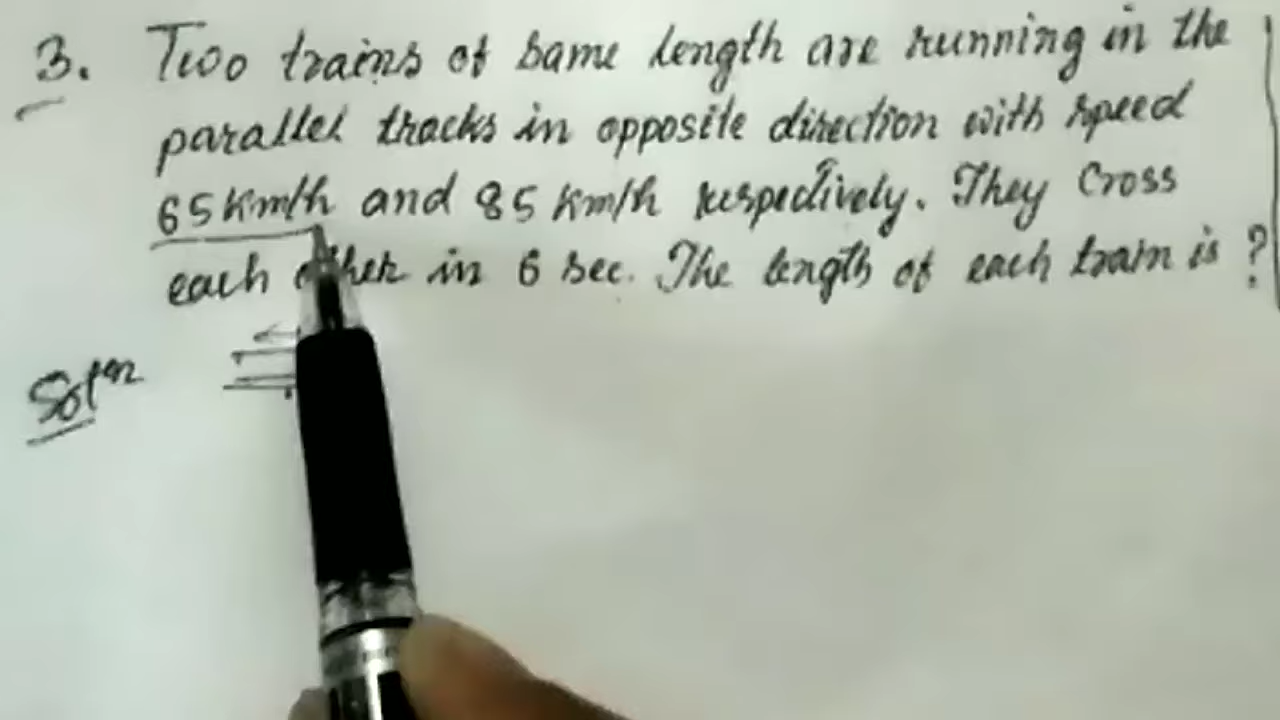 3. Two trains of same length are running in the
parallel tracks in opposite direction with speed
65 Km/h and 85 Km/h respectively. They Cross
each other in 6 sec. The length of each train is ?
Solⁿ